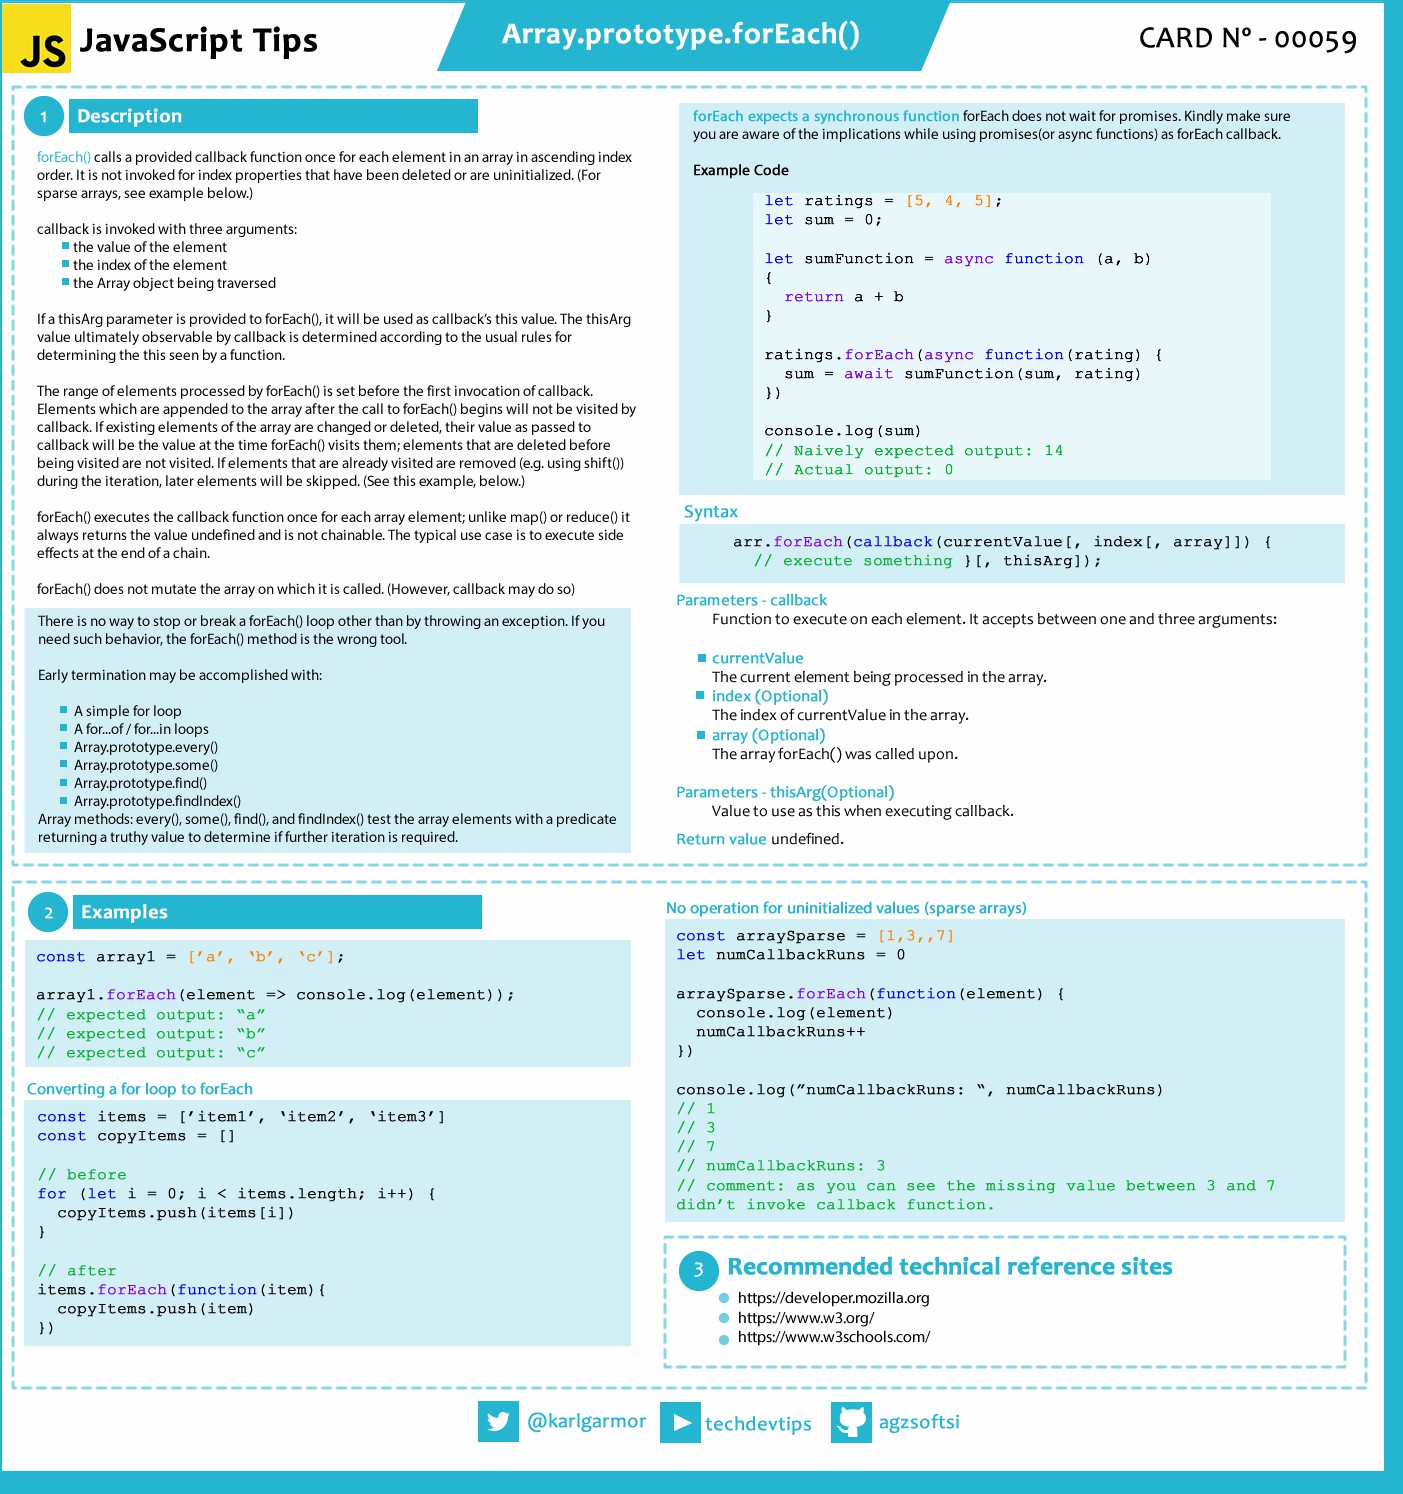 JS JavaScript Tips
Array.prototype.forEach()
CARD Nº - 00059
1 Description
forEach() calls a provided callback function once for each element in an array in ascending index
order. It is not invoked for index properties that have been deleted or are uninitialized. (For
sparse arrays, see example below.)
callback is invoked with three arguments:
the value of the element
the index of the element
the Array object being traversed
If a thisArg parameter is provided to forEach(), it will be used as callback's this value. The thisArg
value ultimately observable by callback is determined according to the usual rules for
determining the this seen by a function.
The range of elements processed by forEach() is set before the first invocation of callback.
Elements which are appended to the array after the call to forEach() begins will not be visited by
callback. If existing elements of the array are changed or deleted, their value as passed to
callback will be the value at the time forEach() visits them; elements that are deleted before
being visited are not visited. If elements that are already visited are removed (e.g. using shift())
during the iteration, later elements will be skipped. (See this example, below.)
forEach() executes the callback function once for each array element; unlike map() or reduce() it
always returns the value undefined and is not chainable. The typical use case is to execute side
effects at the end of a chain.
forEach() does not mutate the array on which it is called. (However, callback may do so)
There is no way to stop or break a forEach() loop other than by throwing an exception. If you
need such behavior, the forEach() method is the wrong tool.
Early termination may be accomplished with:
A simple for loop
A for...of / for...in loops
Array.prototype.every()
Array.prototype.some()
Array.prototype.find()
Array.prototype.findIndex()
Array methods: every(), some(), find(), and findIndex() test the array elements with a predicate
returning a truthy value to determine if further iteration is required.
forEach expects a synchronous function forEach does not wait for promises. Kindly make sure
you are aware of the implications while using promises(or async functions) as forEach callback.
Example Code
let ratings = [5, 4, 5];
let sum = 0;
let sumFunction = async function (a, b)
{
return a + b
}
ratings.forEach(async function(rating) {
sum = await sumFunction(sum, rating)
})
console.log(sum)
// Naively expected output: 14
// Actual output: 0
Syntax
arr.forEach(callback(currentValue[, index[, array]]) {
// execute something }[, thisArg]);
Parameters - callback
Function to execute on each element. It accepts between one and three arguments:
currentValue
The current element being processed in the array.
index (Optional)
The index of currentValue in the array.
array (Optional)
The array forEach() was called upon.
Parameters - thisArg(Optional)
Value to use as this when executing callback.
Return value undefined.
2 Examples
const array1 = [’a’, ‘b’, ‘c’];
array1.forEach(element => console.log(element));
// expected output: “a”
// expected output: “b”
// expected output: “c”
Converting a for loop to forEach
const items = [’item1’, ‘item2’, ‘item3’]
const copyItems = []
// before
for (let i = 0; i < items.length; i++) {
copyItems.push(items[i])
}
// after
items.forEach(function(item){
copyItems.push(item)
})
No operation for uninitialized values (sparse arrays)
const arraySparse = [1,3,,7]
let numCallbackRuns = 0
arraySparse.forEach(function(element) {
console.log(element)
numCallbackRuns++
})
console.log(”numCallbackRuns: “, numCallbackRuns)
// 1
// 3
// 7
// numCallbackRuns: 3
// comment: as you can see the missing value between 3 and 7
didn’t invoke callback function.
3 Recommended technical reference sites
https://developer.mozilla.org
https://www.w3.org/
https://www.w3schools.com/
@karlgarmor techdevtips agzsoftsi